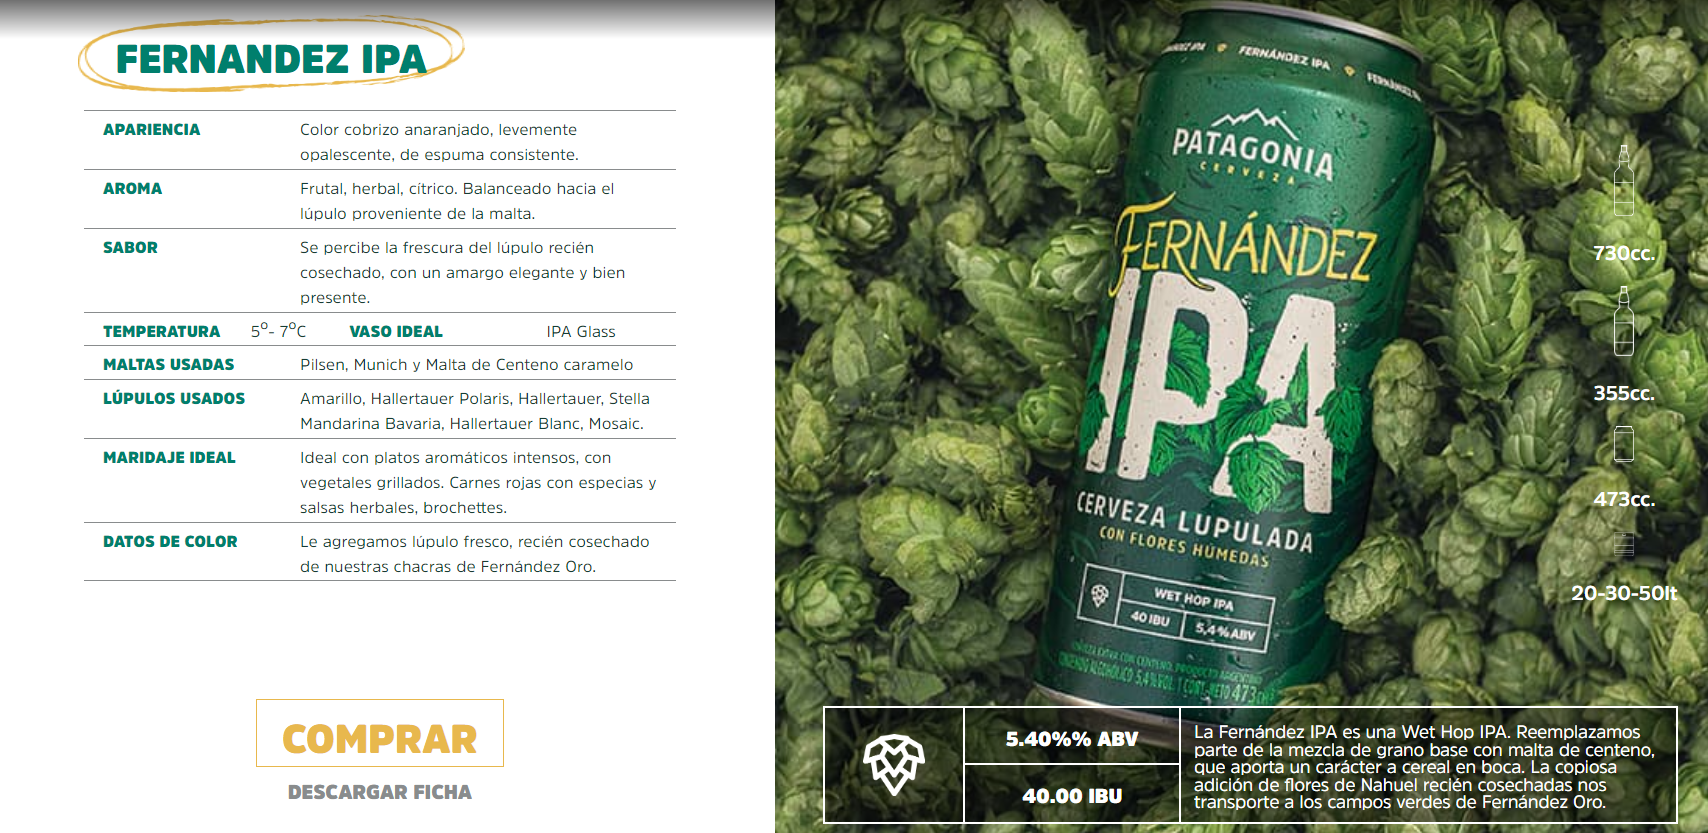 FERNANDEZ IPA
APARIENCIA
Color cobrizo anaranjado, levemente
opalescente, de espuma consistente.
AROMA
Frutal, herbal, cítrico. Balanceado hacia el
lúpulo proveniente de la malta.
SABOR
Se percibe la frescura del lúpulo recién
cosechado, con un amargo elegante y bien
presente.
TEMPERATURA 5º- 7ºC VASO IDEAL IPA Glass
MALTAS USADAS Pilsen, Munich y Malta de Centeno caramelo
LÚPULOS USADOS
Amarillo, Hallertauer Polaris, Hallertauer, Stella
Mandarina Bavaria, Hallertauer Blanc, Mosaic.
MARIDAJE IDEAL
Ideal con platos aromáticos intensos, con
vegetales grillados. Carnes rojas con especias y
salsas herbales, brochettes.
DATOS DE COLOR
Le agregamos lúpulo fresco, recién cosechado
de nuestras chacras de Fernández Oro.
COMPRAR
DESCARGAR FICHA
FERNÁNDEZ IPA
PATAGONIA
CERVEZA
FERNÁNDEZ
IPA
CERVEZA LUPULADA
CON FLORES HÚMEDAS
WET HOP IPA
40 IBU 5,4% ABV
CONTENIDO ALCOHÓLICO 5,4%VOL. CONT. NETO 473
730cc.
355cc.
473cc.
20-30-50lt
5.40%% ABV
40.00 IBU
La Fernández IPA es una Wet Hop IPA. Reemplazamos
parte de la mezcla de grano base con malta de centeno,
que aporta un carácter a cereal en boca. La copiosa
adición de flores de Nahuel recién cosechadas nos
transporte a los campos verdes de Fernández Oro.